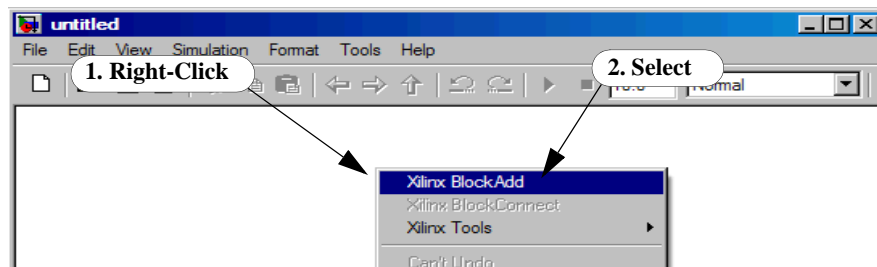 untitled
File Edit View Simulation Format Tools Help
1. Right-Click
2. Select
Normal
Xilinx BlockAdd
Xilinx BlockConnect
Xilinx Tools
Can't Undo